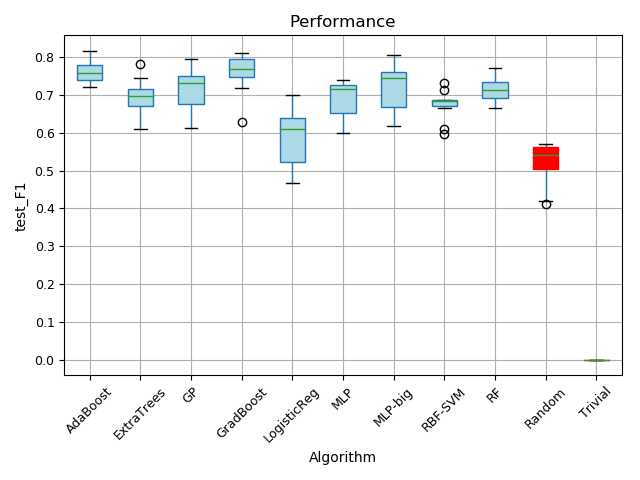 Performance
test_F1
0.8
0.7
0.6
0.5
0.4
0.3
0.2
0.1
0.0
AdaBoost
ExtraTrees
GP
GradBoost
LogisticReg
MLP
MLP-big
RBF-SVM
RF
Random
Trivial
Algorithm